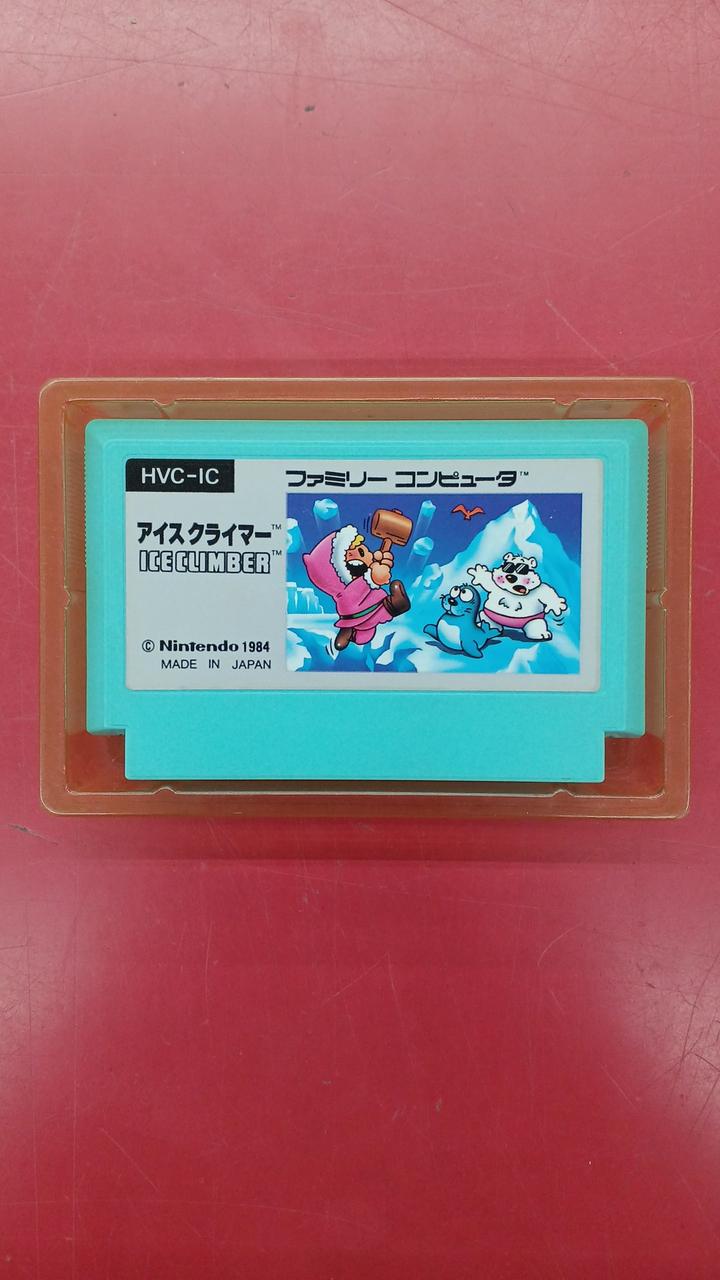 HVC-IC
ファミリー コンピュータ™
アイスクライマー™
ICE CLIMBER™
© Nintendo 1984
MADE IN JAPAN